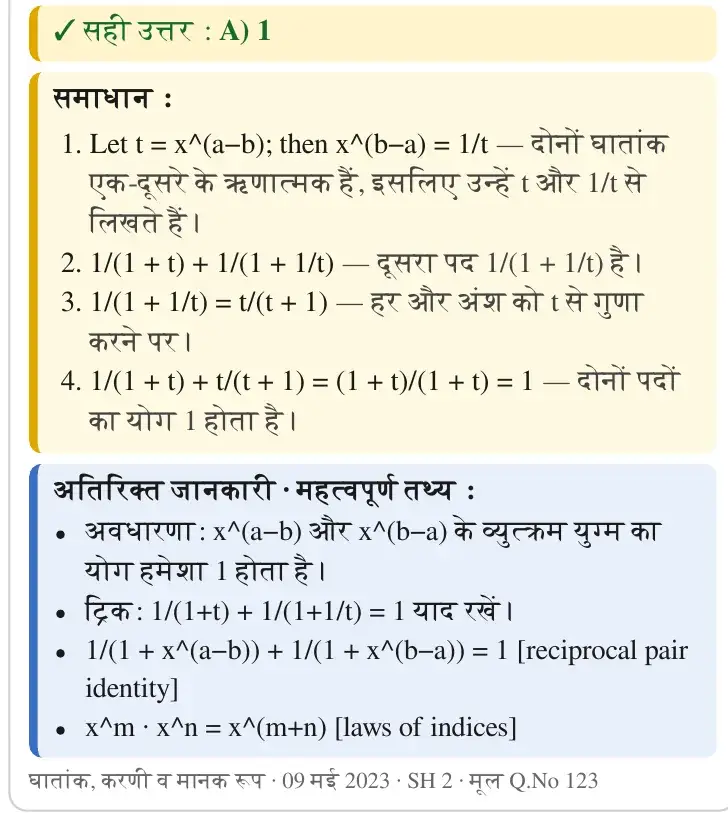 ✓ सही उत्तर : A) 1
समाधान :
1. Let t = x^(a−b); then x^(b−a) = 1/t — दोनों घातांक
एक-दूसरे के ऋणात्मक हैं, इसलिए उन्हें t और 1/t से
लिखते हैं।
2. 1/(1 + t) + 1/(1 + 1/t) — दूसरा पद 1/(1 + 1/t) है।
3. 1/(1 + 1/t) = t/(t + 1) — हर और अंश को t से गुणा
करने पर।
4. 1/(1 + t) + t/(t + 1) = (1 + t)/(1 + t) = 1 — दोनों पदों
का योग 1 होता है।
अतिरिक्त जानकारी · महत्वपूर्ण तथ्य :
• अवधारणा : x^(a−b) और x^(b−a) के व्युत्क्रम युग्म का
योग हमेशा 1 होता है।
• ट्रिक : 1/(1+t) + 1/(1+1/t) = 1 याद रखें।
• 1/(1 + x^(a−b)) + 1/(1 + x^(b−a)) = 1 [reciprocal pair
identity]
• x^m · x^n = x^(m+n) [laws of indices]
घातांक, करणी व मानक रूप · 09 मई 2023 · SH 2 · मूल Q.No 123